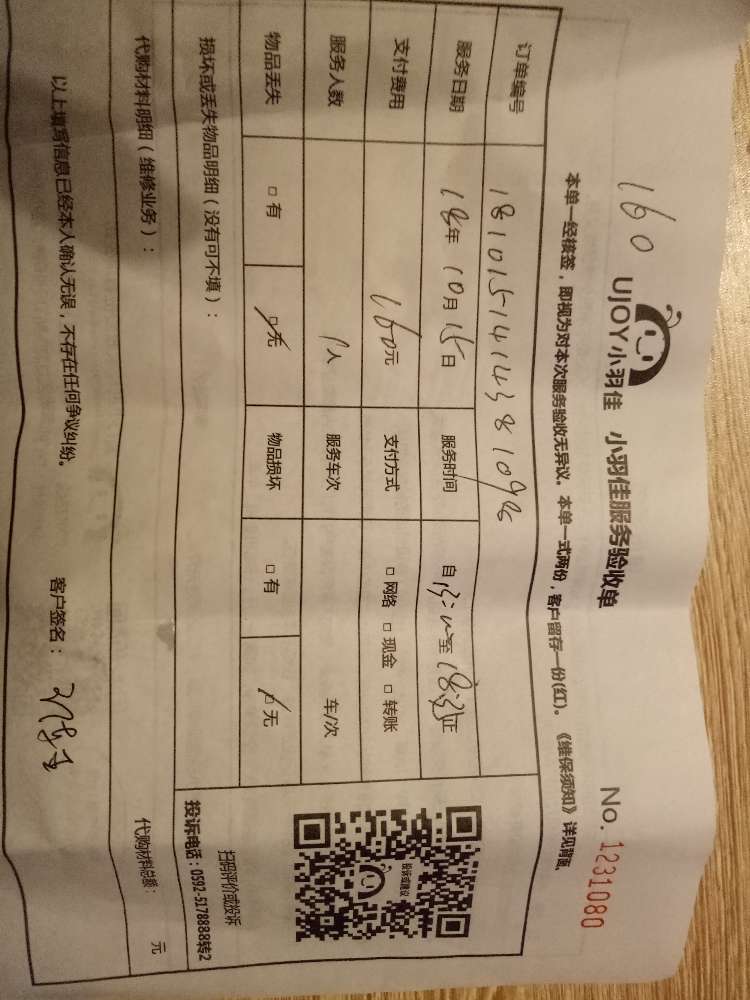 160
UJOY小羽佳 小羽佳服务验收单 No. 1231080
本单一经核签，即视为对本次服务验收无异议。本单一式两份，客户留存一份(红)。《维保须知》详见背面。
订单编号
服务日期 18年10月15日 服务时间 自 至 止
支付费用 160元 支付方式 □ 网络 □ 现金 □ 转账
服务人数 1人 服务车次 车/次
物品丢失 □ 有 □ 无 物品损坏 □ 有 □ 无
损坏或丢失物品明细（没有可不填）：
代购材料明细（维修业务）： 代购材料总额： 元
投诉或建议
扫码评价或投诉
投诉电话：0592-5178888转2
以上填写信息已经本人确认无误，不存在任何争议纠纷。 客户签名：